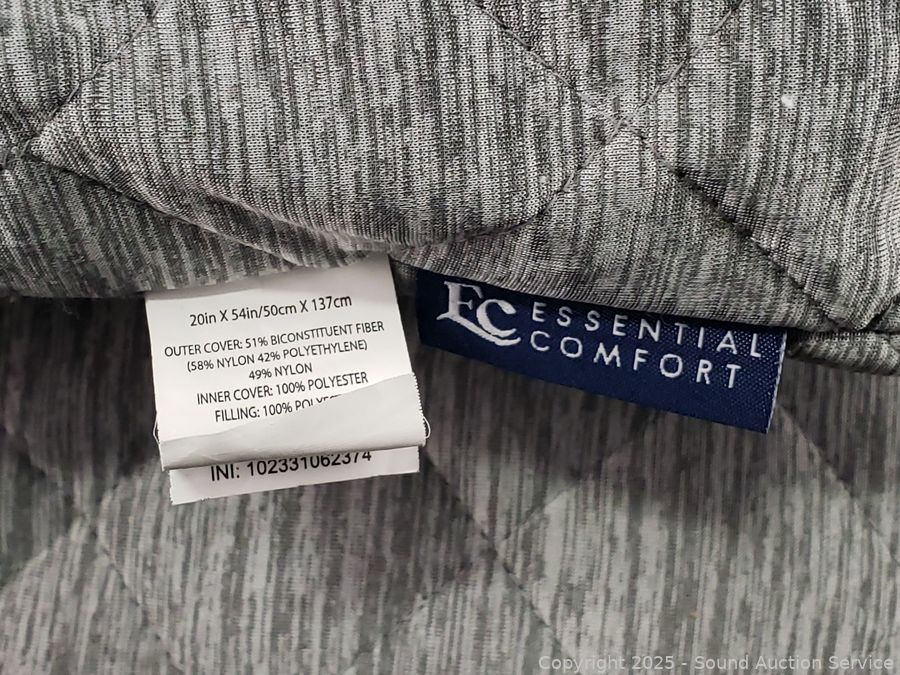 20in X 54in/50cm X 137cm
OUTER COVER: 51% BICONSTITUENT FIBER
(58% NYLON 42% POLYETHYLENE)
49% NYLON
INNER COVER: 100% POLYESTER
FILLING: 100%
INI: 102331062374
EC ESSENTIAL
COMFORT
Copyright 2025 - Sound Auction Service